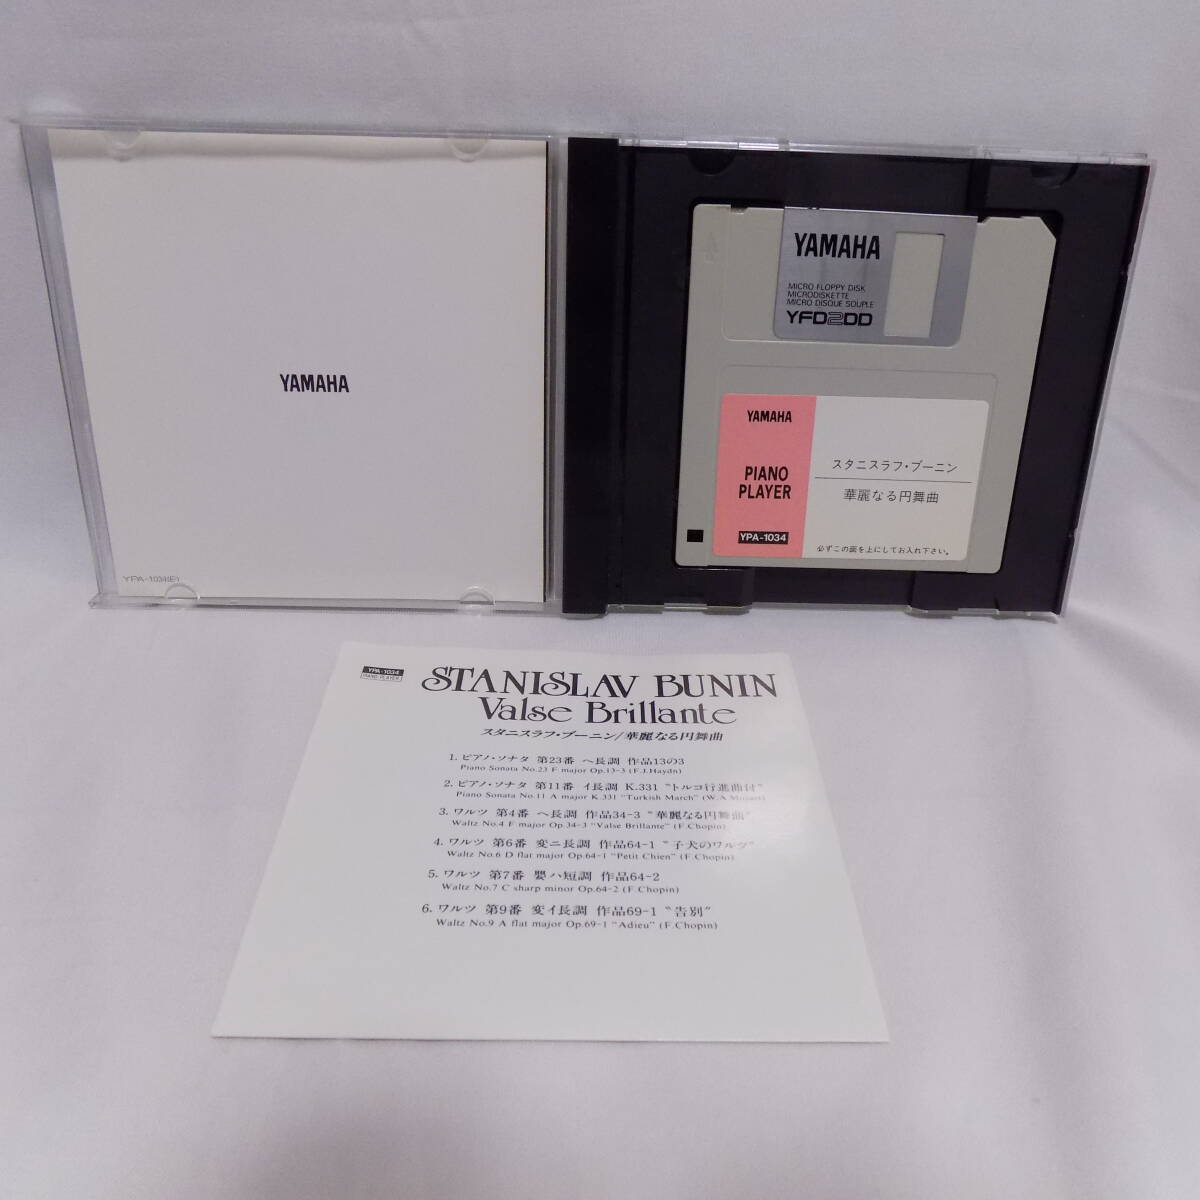 YAMAHA
YPA-1034(E)
YAMAHA
MICRO FLOPPY DISK
MICRODISKETTE
MICRO DISQUE SOUPLE
YFD2DD
YAMAHA
PIANO
PLAYER
YPA-1034
スタニスラフ・ブーニン
華麗なる円舞曲
必ずこの面を上にしてお入れ下さい。
YPA-1034
PIANO PLAYER
STANISLAV BUNIN
Valse Brillante
スタニスラフ・ブーニン/華麗なる円舞曲
1. ピアノ・ソナタ 第23番 ヘ長調 作品13の3
Piano Sonata No.23 F major Op.13-3 (F.J.Haydn)
2. ピアノ・ソナタ 第11番 イ長調 K.331 “トルコ行進曲付”
Piano Sonata No.11 A major K.331 “Turkish March” (W.A.Mozart)
3. ワルツ 第4番 ヘ長調 作品34-3 “華麗なる円舞曲”
Waltz No.4 F major Op.34-3 “Valse Brillante” (F.Chopin)
4. ワルツ 第6番 変ニ長調 作品64-1 “子犬のワルツ”
Waltz No.6 D flat major Op.64-1 “Petit Chien” (F.Chopin)
5. ワルツ 第7番 嬰ハ短調 作品64-2
Waltz No.7 C sharp minor Op.64-2 (F.Chopin)
6. ワルツ 第9番 変イ長調 作品69-1 “告別”
Waltz No.9 A flat major Op.69-1 “Adieu” (F.Chopin)